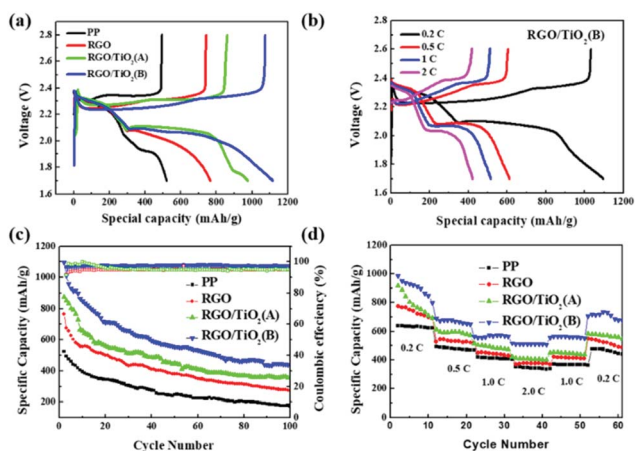 (a)
PP
RGO
RGO/TiO2(A)
RGO/TiO2(B)
2.8
2.6
2.4
2.2
2.0
1.8
1.6
Voltage (V)
0 200 400 600 800 1000 1200
Special capacity (mAh/g)
(b)
0.2 C
0.5 C
1 C
2 C
RGO/TiO2(B)
2.8
2.6
2.4
2.2
2.0
1.8
1.6
Voltage (V)
0 200 400 600 800 1000 1200
Special capacity (mAh/g)
(c)
1100
1000
900
800
700
600
500
400
300
200
100
Specific Capacity (mAh/g)
PP
RGO
RGO/TiO2(A)
RGO/TiO2(B)
100
80
60
40
20
0
Coulombic effeciency (%)
0 20 40 60 80 100
Cycle Number
(d)
PP
RGO
RGO/TiO2(A)
RGO/TiO2(B)
1200
1000
800
600
400
200
0
Specific Capacity (mAh/g)
0.2 C
0.5 C
1.0 C
2.0 C
1.0 C
0.2 C
0 10 20 30 40 50 60
Cycle Number